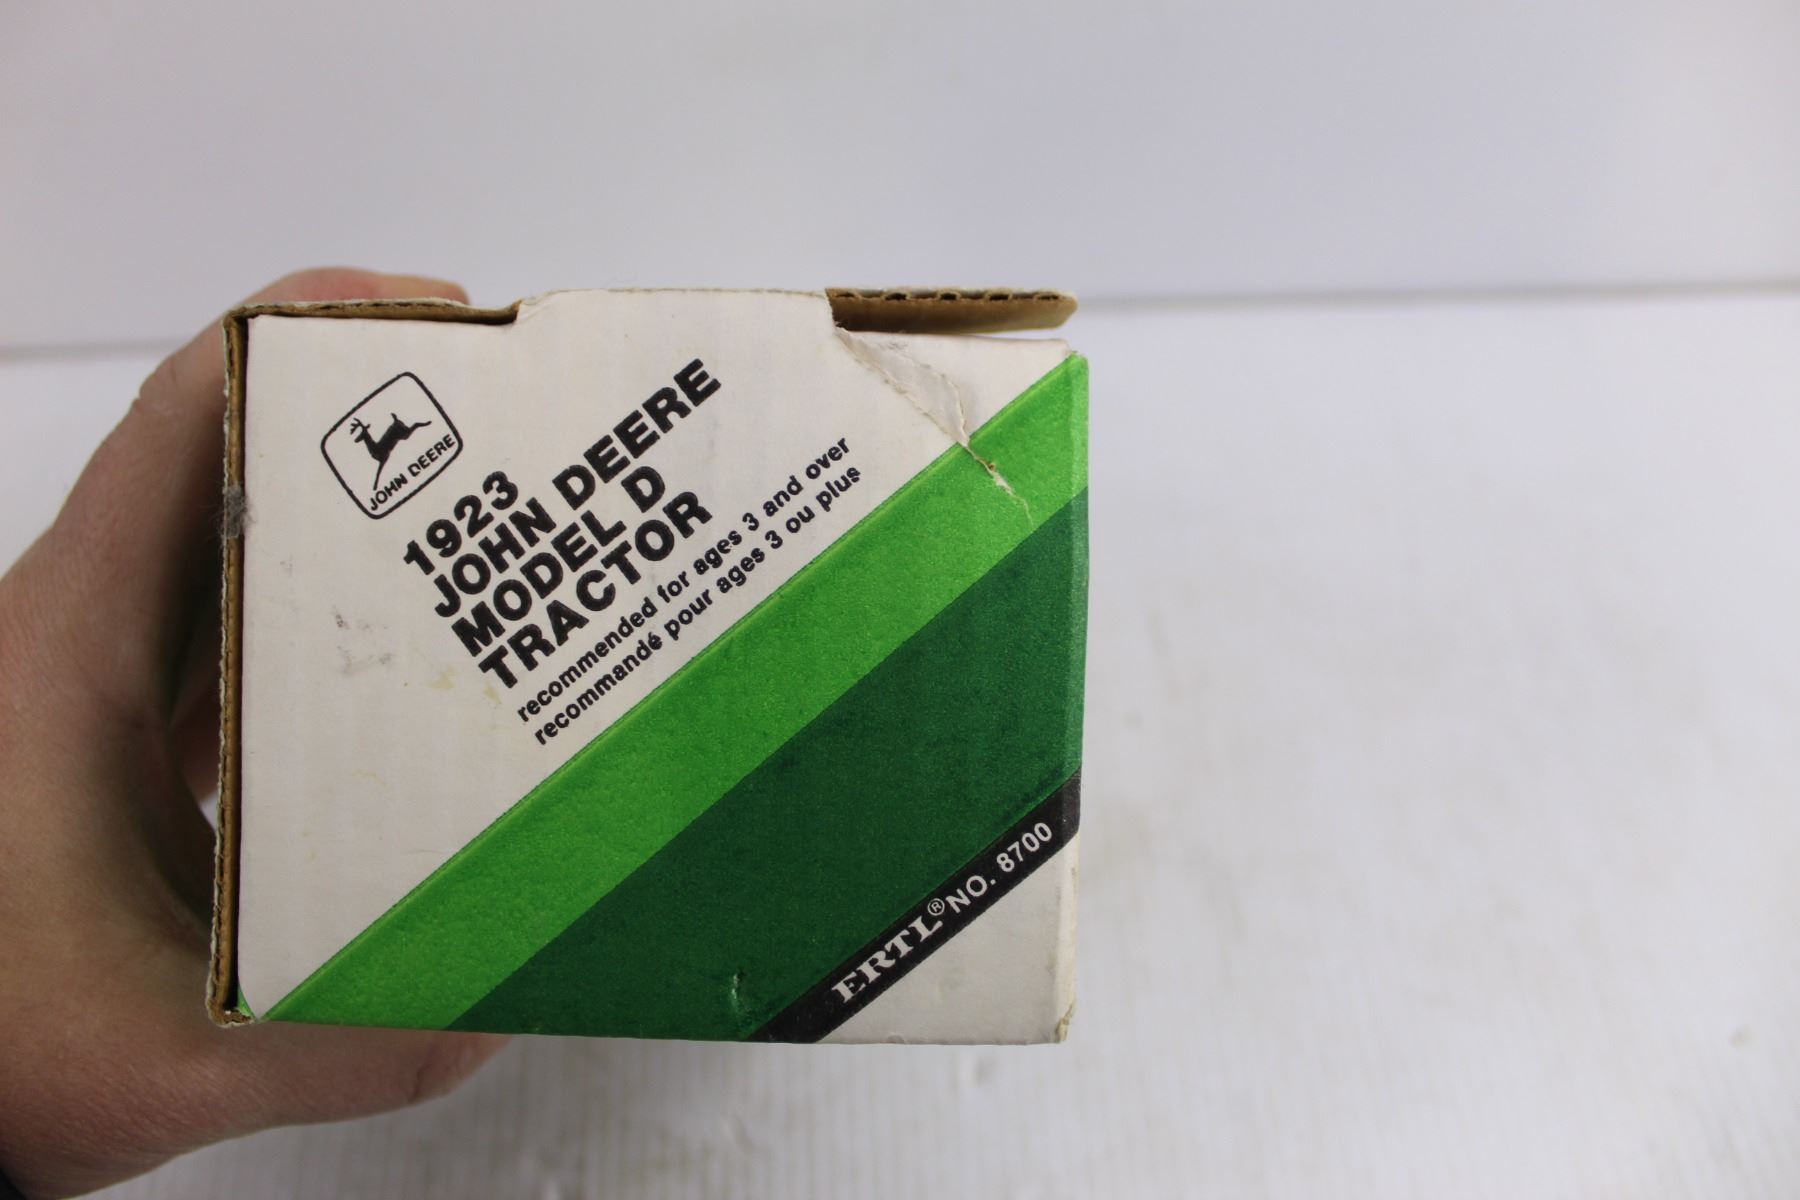 JOHN DEERE
1923
JOHN DEERE
MODEL D
TRACTOR
recommended for ages 3 and over
recommandé pour ages 3 ou plus
ERTL® NO. 8700